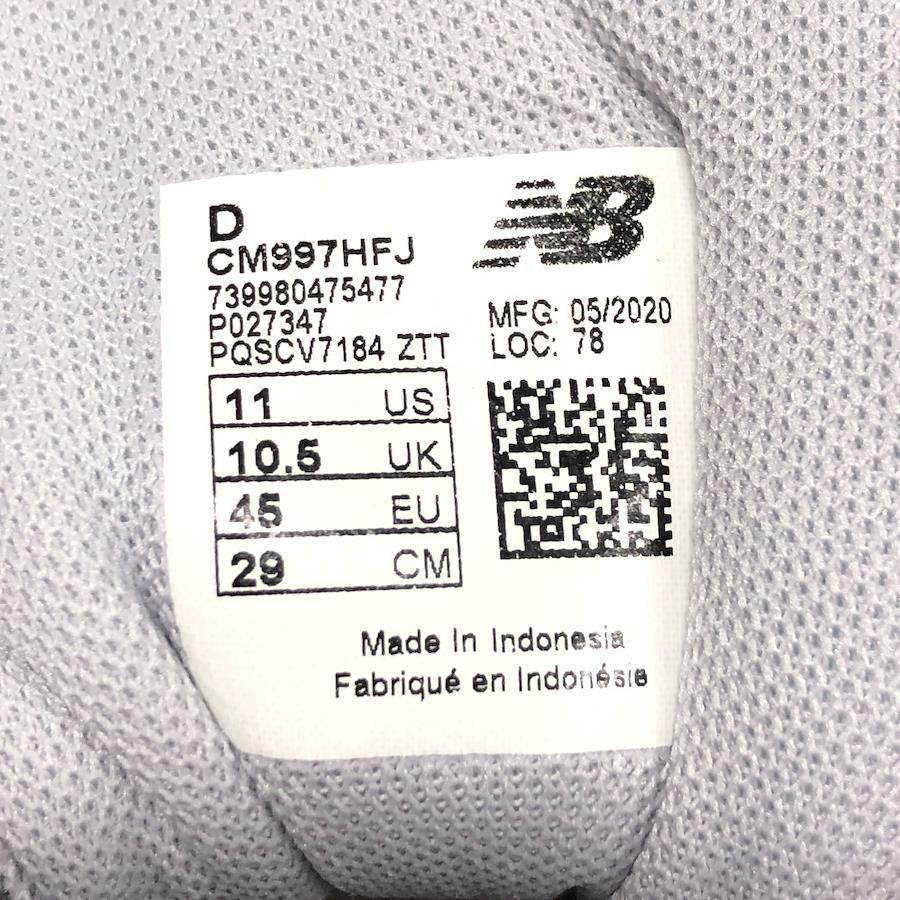 D
CM997HFJ
739980475477
P027347
PQSCV7184 ZTT
NB
MFG: 05/2020
LOC: 78
11 US
10.5 UK
45 EU
29 CM
Made In Indonesia
Fabriqué en Indonésie